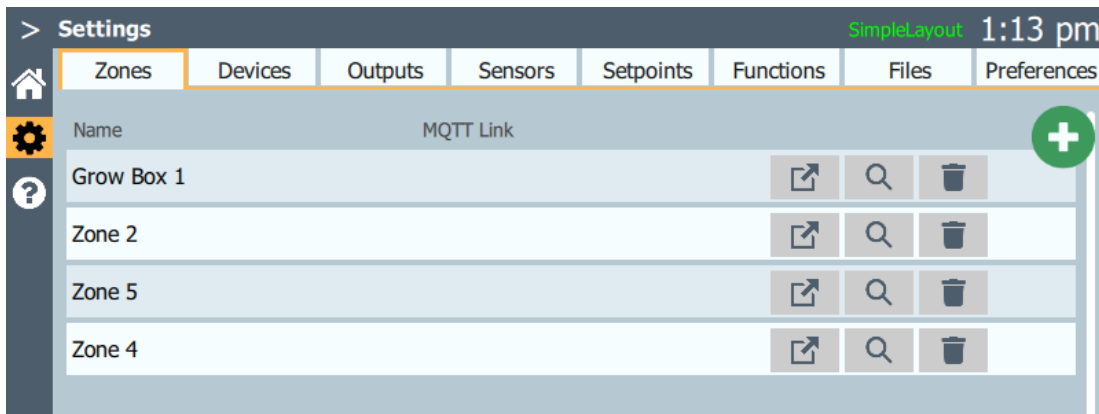 > Settings SimpleLayout 1:13 pm
Zones Devices Outputs Sensors Setpoints Functions Files Preferences
Name MQTT Link
Grow Box 1
Zone 2
Zone 5
Zone 4